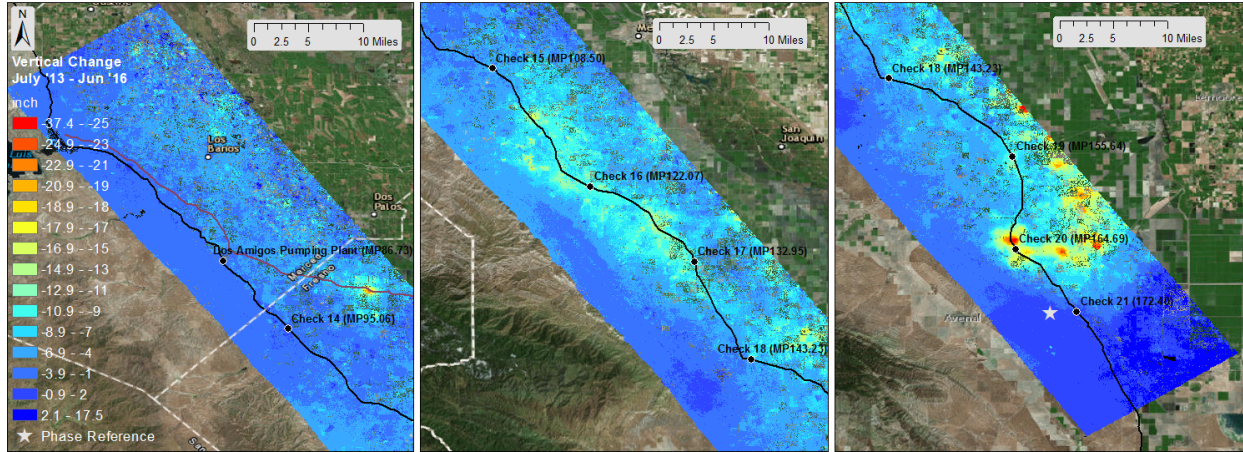 N
0 2.5 5 10 Miles
Vertical Change
July '13 - Jun '16
inch
-37.4 - -25
-24.9 - -23
-22.9 - -21
-20.9 - -19
-18.9 - -18
-17.9 - -17
-16.9 - -15
-14.9 - -13
-12.9 - -11
-10.9 - -9
-8.9 - -7
-6.9 - -4
-3.9 - -1
-0.9 - 2
2.1 - 17.5
Phase Reference
Los
Banos
Dos
Palos
Dos Amigos Pumping Plant (MP86.73)
Check 14 (MP95.06)
0 2.5 5 10 Miles
Check 15 (MP108.50)
San
Joaquin
Check 16 (MP122.07)
Check 17 (MP132.95)
Check 18 (MP143.23)
0 2.5 5 10 Miles
Check 18 (MP143.23)
Check 19 (MP155.64)
Check 20 (MP164.69)
Check 21 (172.40)
Avenal